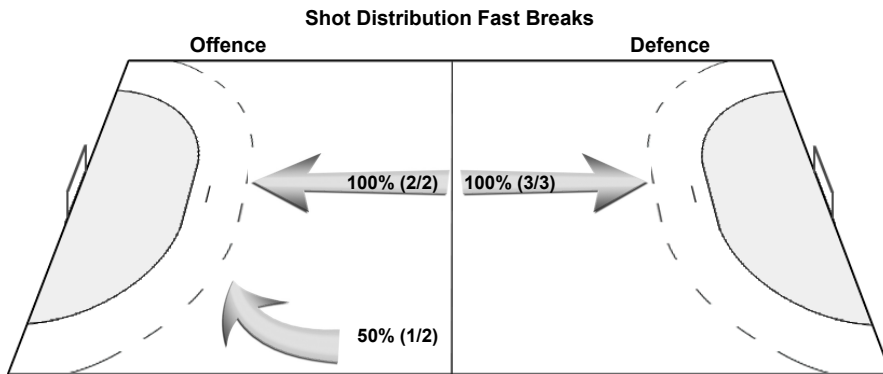 Shot Distribution Fast Breaks
Offence
Defence
100% (2/2)
100% (3/3)
50% (1/2)